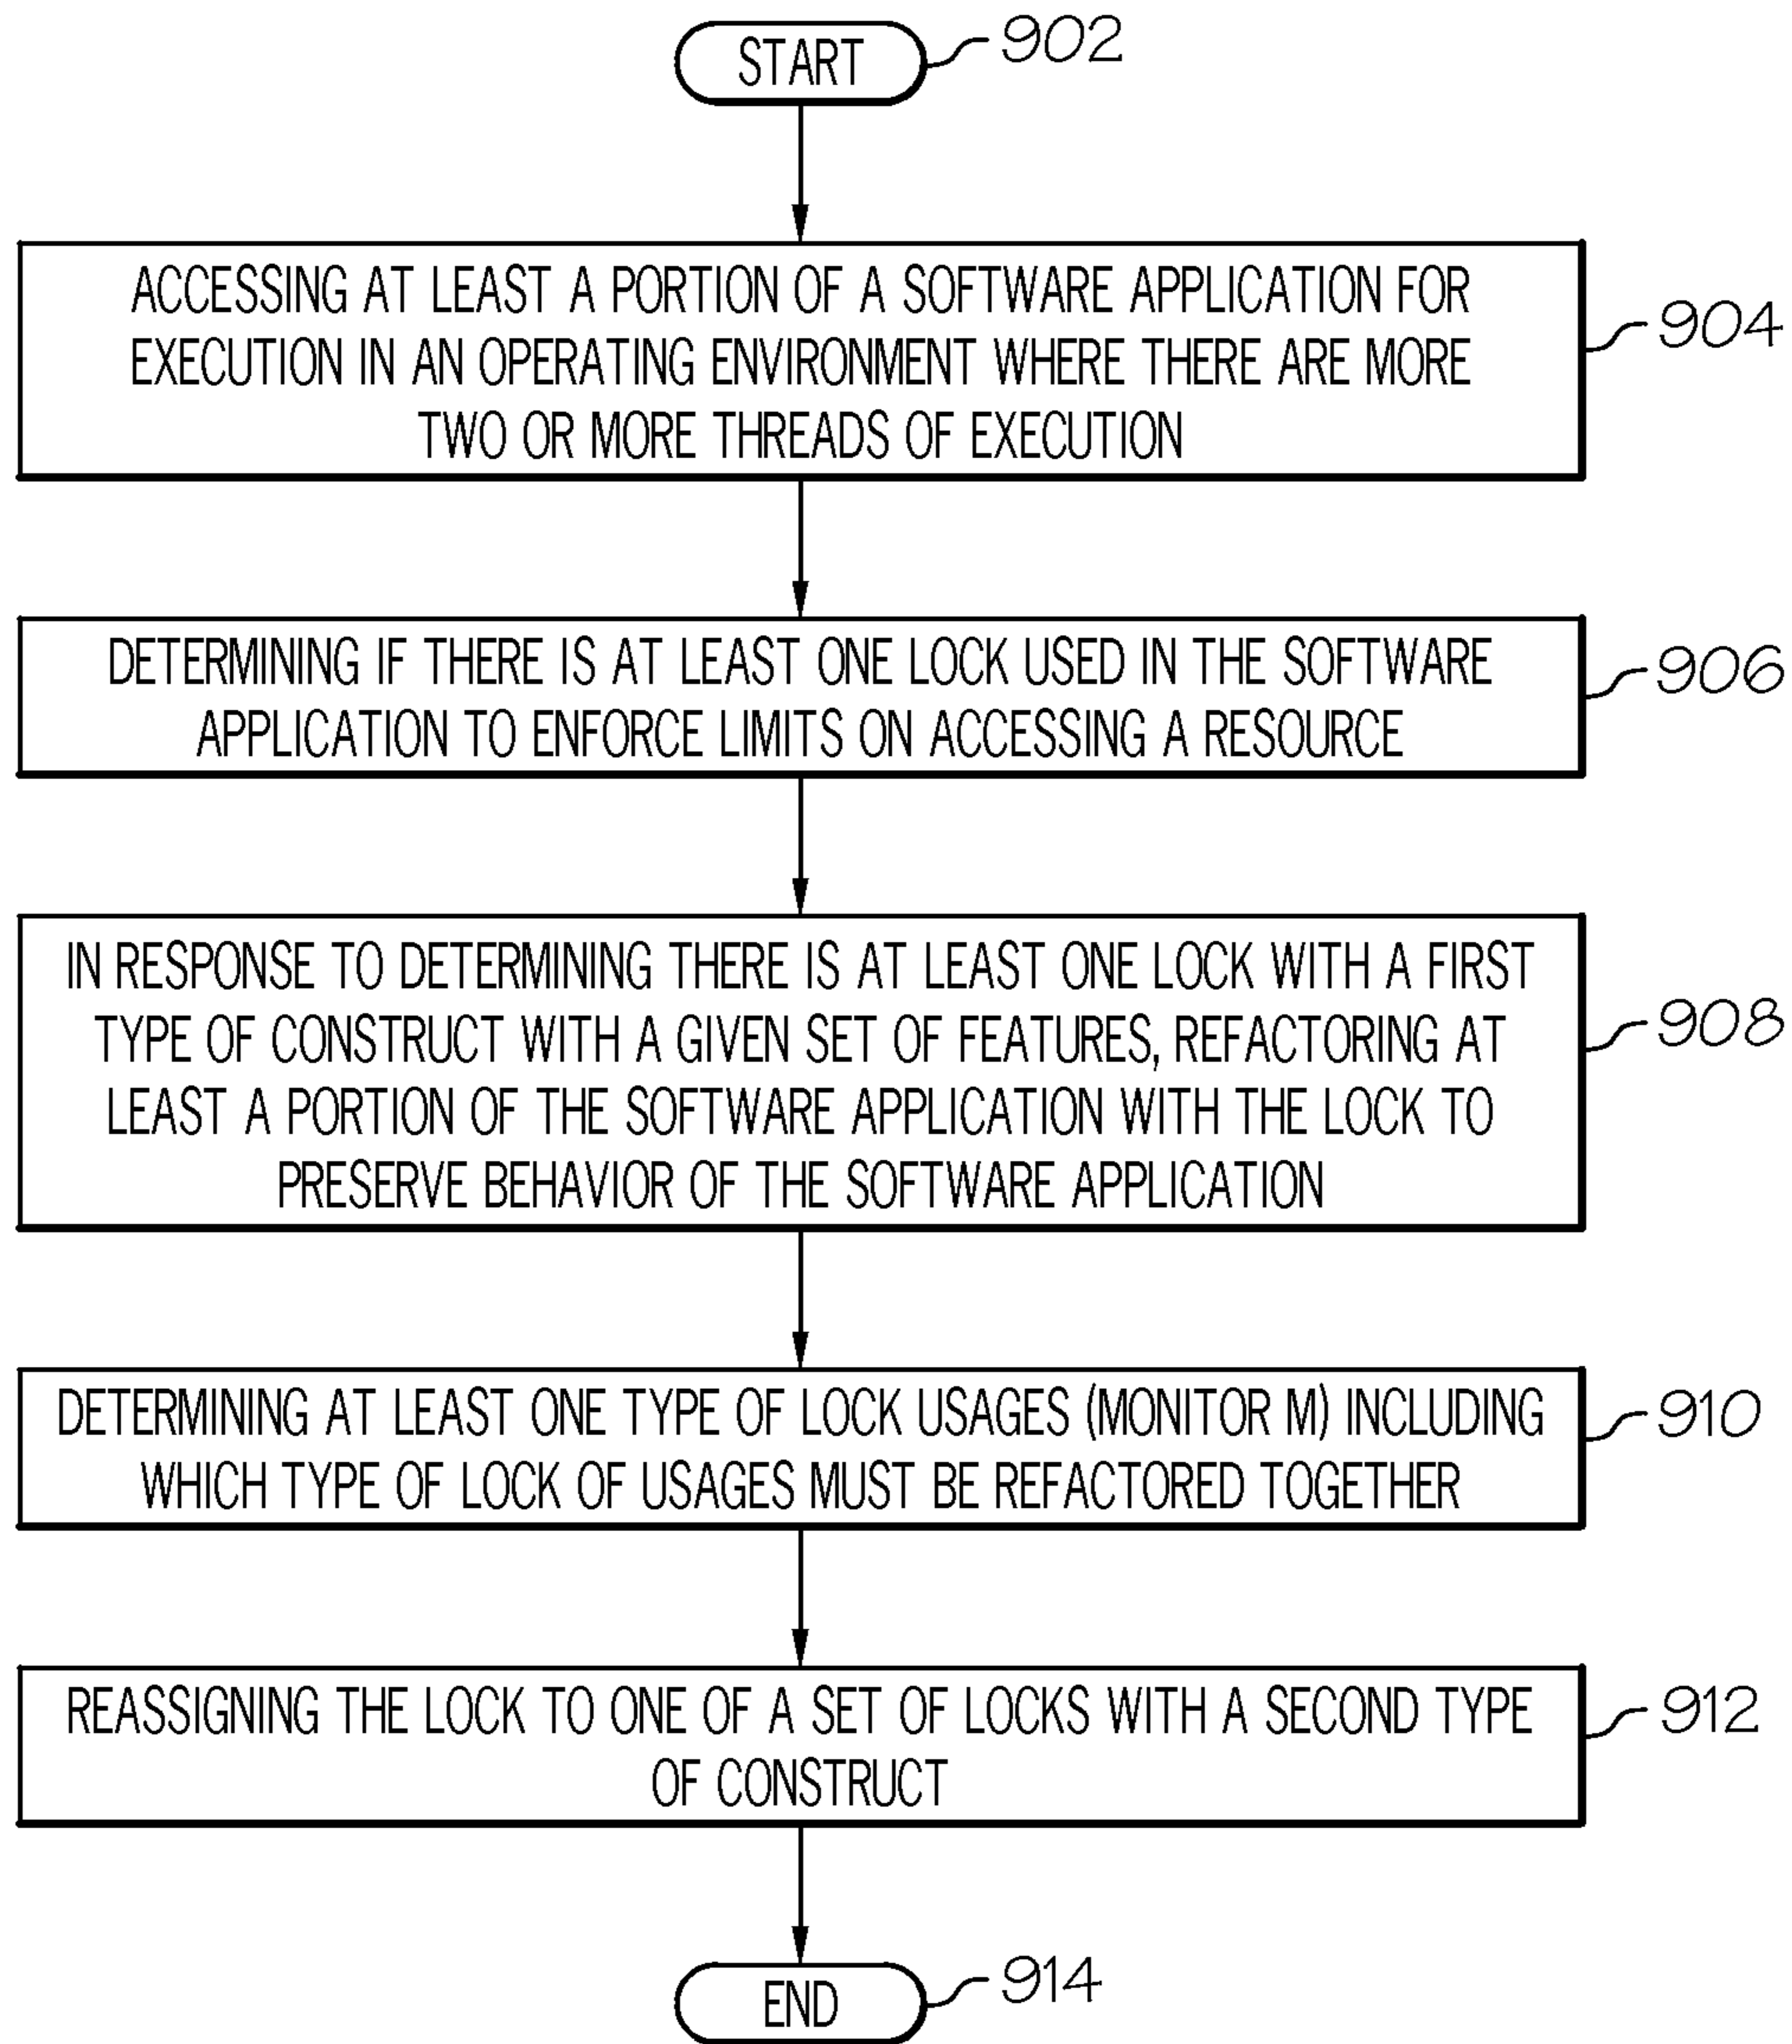 START
902
ACCESSING AT LEAST A PORTION OF A SOFTWARE APPLICATION FOR
EXECUTION IN AN OPERATING ENVIRONMENT WHERE THERE ARE MORE
TWO OR MORE THREADS OF EXECUTION
904
DETERMINING IF THERE IS AT LEAST ONE LOCK USED IN THE SOFTWARE
APPLICATION TO ENFORCE LIMITS ON ACCESSING A RESOURCE
906
IN RESPONSE TO DETERMINING THERE IS AT LEAST ONE LOCK WITH A FIRST
TYPE OF CONSTRUCT WITH A GIVEN SET OF FEATURES, REFACTORING AT
LEAST A PORTION OF THE SOFTWARE APPLICATION WITH THE LOCK TO
PRESERVE BEHAVIOR OF THE SOFTWARE APPLICATION
908
DETERMINING AT LEAST ONE TYPE OF LOCK USAGES (MONITOR M) INCLUDING
WHICH TYPE OF LOCK OF USAGES MUST BE REFACTORED TOGETHER
910
REASSIGNING THE LOCK TO ONE OF A SET OF LOCKS WITH A SECOND TYPE
OF CONSTRUCT
912
END
914